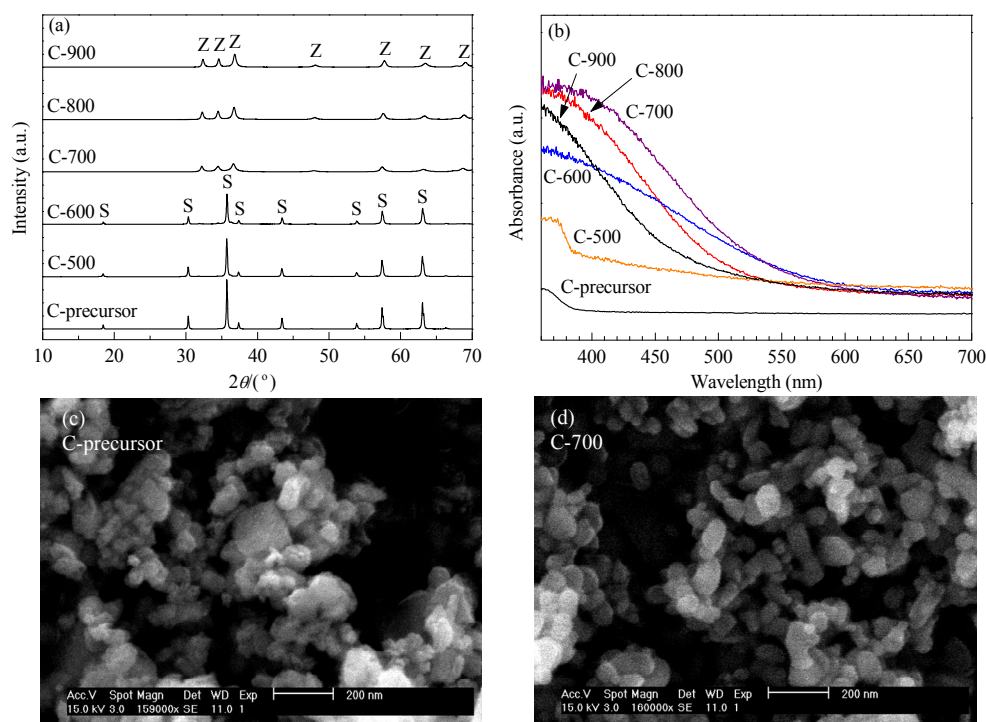 (a)
Z Z Z Z Z Z Z
C-900
C-800
C-700
S S S S S S S
C-600
C-500
C-precursor
Intensity (a.u.)
10 20 30 40 50 60 70
2θ/(°)
(b)
C-900
C-800
C-700
C-600
C-500
C-precursor
Absorbance (a.u.)
400 450 500 550 600 650 700
Wavelength (nm)
(c)
C-precursor
Acc.V Spot Magn Det WD Exp 200 nm
15.0 kV 3.0 159000x SE 11.0 1
(d)
C-700
Acc.V Spot Magn Det WD Exp 200 nm
15.0 kV 3.0 160000x SE 11.0 1